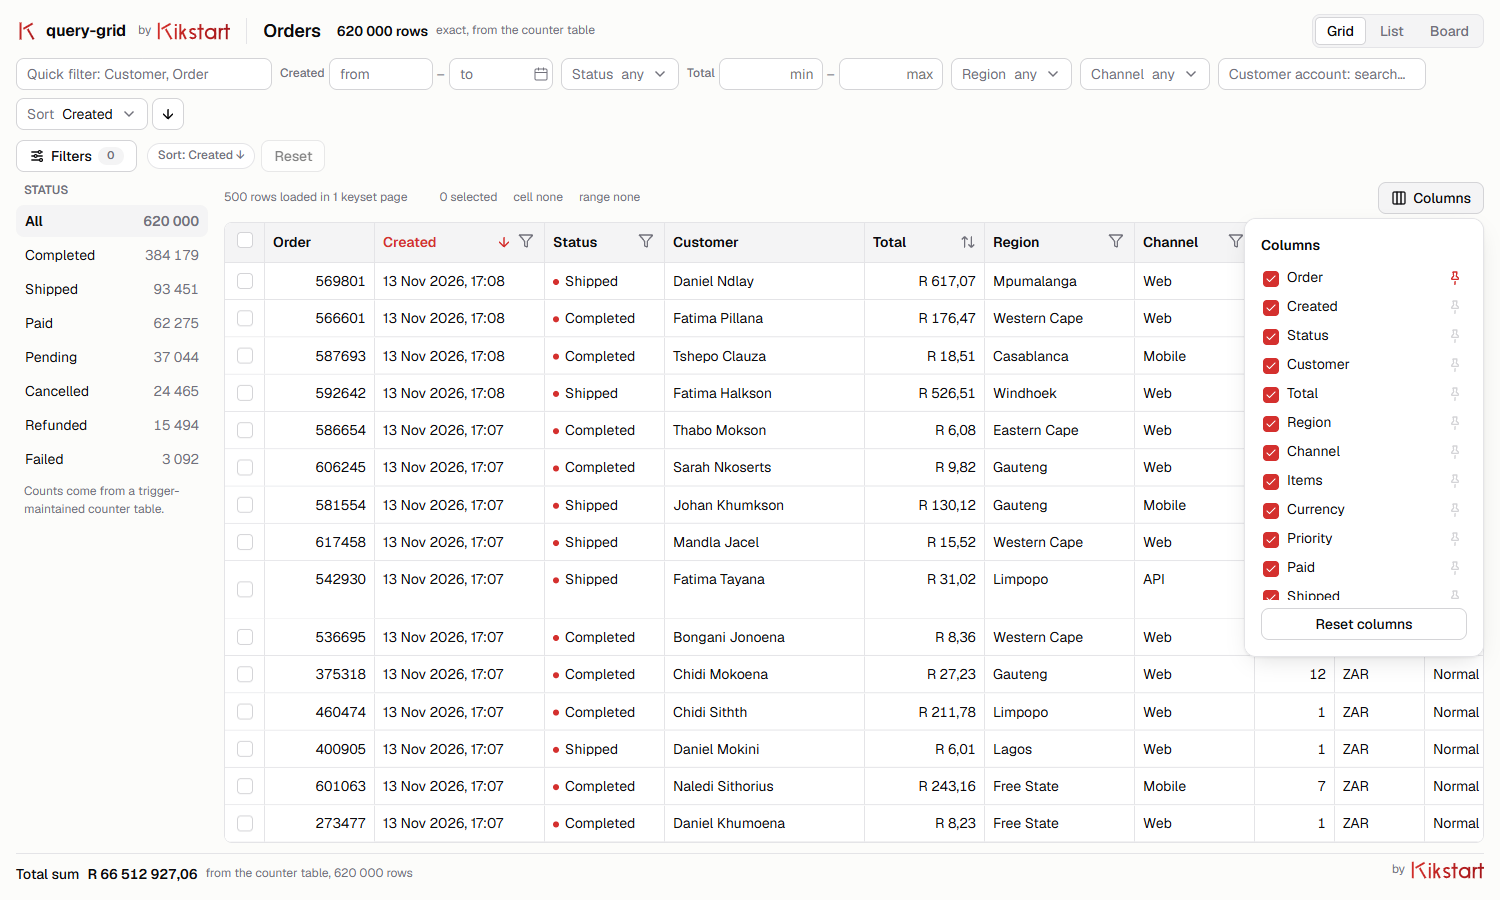 query-grid by Kikstart Orders 620 000 rows exact, from the counter table Grid List Board
Quick filter: Customer, Order Created from – to Status any Total min – max Region any Channel any Customer account: search...
Sort Created
Filters 0 Sort: Created ↓ Reset
STATUS
All 620 000
Completed 384 179
Shipped 93 451
Paid 62 275
Pending 37 044
Cancelled 24 465
Refunded 15 494
Failed 3 092
Counts come from a trigger-
maintained counter table.
500 rows loaded in 1 keyset page 0 selected cell none range none Columns
Order Created Status Customer Total Region Channel
569801 13 Nov 2026, 17:08 Shipped Daniel Ndlay R 617,07 Mpumalanga Web
566601 13 Nov 2026, 17:08 Completed Fatima Pillana R 176,47 Western Cape Web
587693 13 Nov 2026, 17:08 Completed Tshepo Clauza R 18,51 Casablanca Mobile
592642 13 Nov 2026, 17:08 Shipped Fatima Halkson R 526,51 Windhoek Web
586654 13 Nov 2026, 17:07 Completed Thabo Mokson R 6,08 Eastern Cape Web
606245 13 Nov 2026, 17:07 Completed Sarah Nkoserts R 9,82 Gauteng Web
581554 13 Nov 2026, 17:07 Shipped Johan Khumkson R 130,12 Gauteng Mobile
617458 13 Nov 2026, 17:07 Shipped Mandla Jacel R 15,52 Western Cape Web
542930 13 Nov 2026, 17:07 Shipped Fatima Tayana R 31,02 Limpopo API
536695 13 Nov 2026, 17:07 Completed Bongani Jonoena R 8,36 Western Cape Web
375318 13 Nov 2026, 17:07 Completed Chidi Mokoena R 27,23 Gauteng Web 12 ZAR Normal
460474 13 Nov 2026, 17:07 Completed Chidi Sithth R 211,78 Limpopo Web 1 ZAR Normal
400905 13 Nov 2026, 17:07 Shipped Daniel Mokini R 6,01 Lagos Web 1 ZAR Normal
601063 13 Nov 2026, 17:07 Completed Naledi Sithorius R 243,16 Free State Mobile 7 ZAR Normal
273477 13 Nov 2026, 17:07 Completed Daniel Khumoena R 8,23 Free State Web 1 ZAR Normal
Columns
Order
Created
Status
Customer
Total
Region
Channel
Items
Currency
Priority
Paid
Shipped
Reset columns
Total sum R 66 512 927,06 from the counter table, 620 000 rows by Kikstart